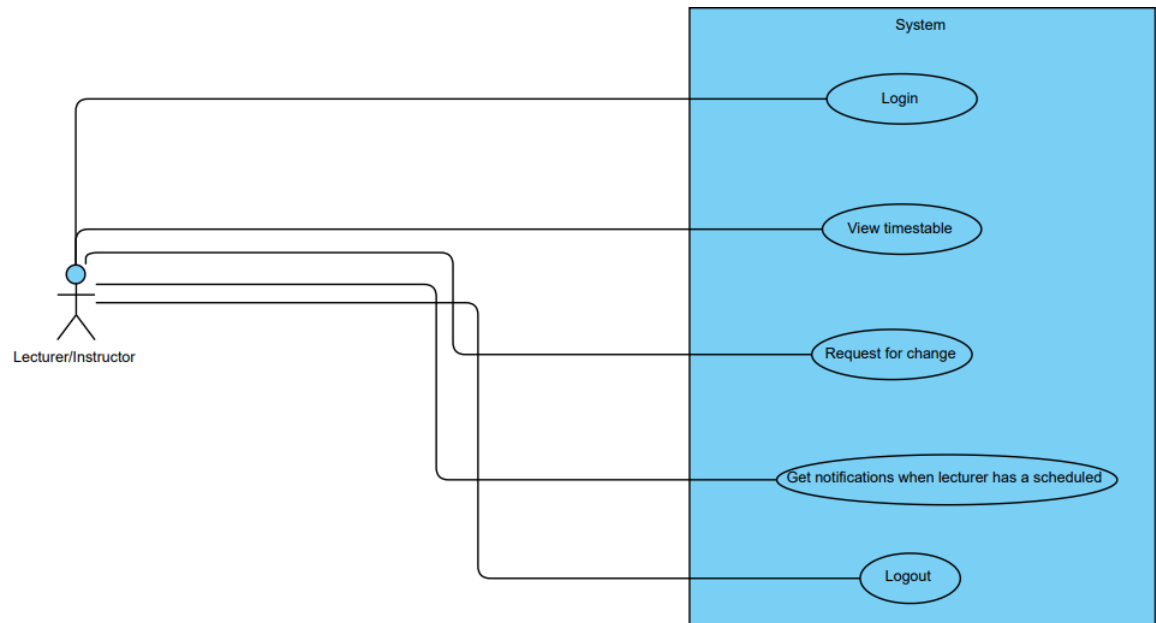 System
Login
View timestable
Lecturer/Instructor
Request for change
Get notifications when lecturer has a scheduled
Logout